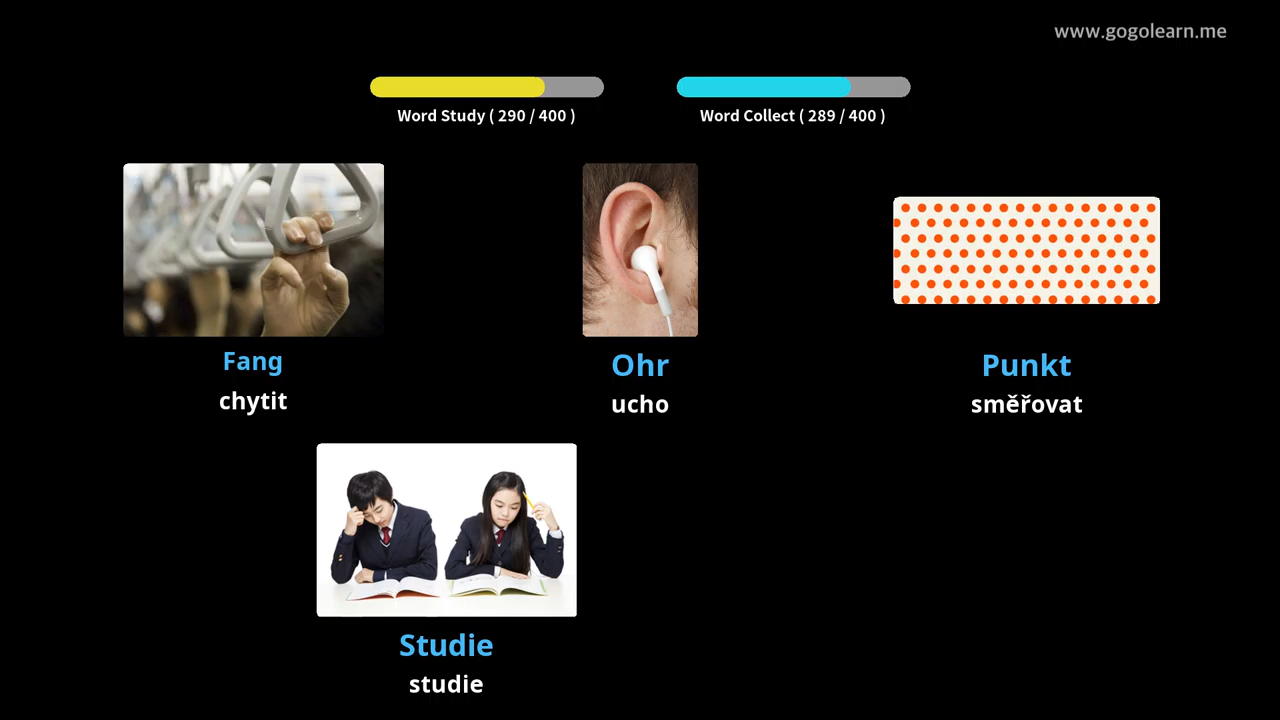 www.gogolearn.me
Word Study ( 290 / 400 )
Word Collect ( 289 / 400 )
Fang
chytit
Ohr
ucho
Punkt
směřovat
Studie
studie